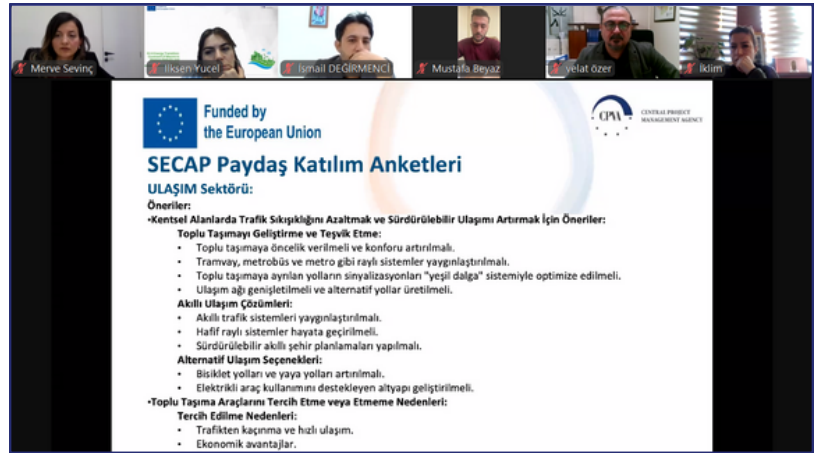 Merve Sevinç
Ilksen Yucel
Ismail DEĞİRMENCİ
Mustafa Beyaz
yelat özer
İklim
Funded by
the European Union
CPMA
CENTRAL PROJECT
MANAGEMENT AGENCY
SECAP Paydaş Katılım Anketleri
ULAŞIM Sektörü:
Öneriler:
•Kentsel Alanlarda Trafik Sıkışıklığını Azaltmak ve Sürdürülebilir Ulaşımı Artırmak İçin Öneriler:
Toplu Taşımayı Geliştirme ve Teşvik Etme:
• Toplu taşımaya öncelik verilmeli ve konforu artırılmalı.
• Tramvay, metrobüs ve metro gibi raylı sistemler yaygınlaştırılmalı.
• Toplu taşımaya ayrılan yolların sinyalizasyonları "yeşil dalga" sistemiyle optimize edilmeli.
• Ulaşım ağı genişletilmeli ve alternatif yollar üretilmeli.
Akıllı Ulaşım Çözümleri:
• Akıllı trafik sistemleri yaygınlaştırılmalı.
• Hafif raylı sistemler hayata geçirilmeli.
• Sürdürülebilir akıllı şehir planlamaları yapılmalı.
Alternatif Ulaşım Seçenekleri:
• Bisiklet yolları ve yaya yolları artırılmalı.
• Elektrikli araç kullanımını destekleyen altyapı geliştirilmeli.
•Toplu Taşıma Araçlarını Tercih Etme veya Etmeme Nedenleri:
Tercih Edilme Nedenleri:
• Trafikten kaçınma ve hızlı ulaşım.
• Ekonomik avantajlar.